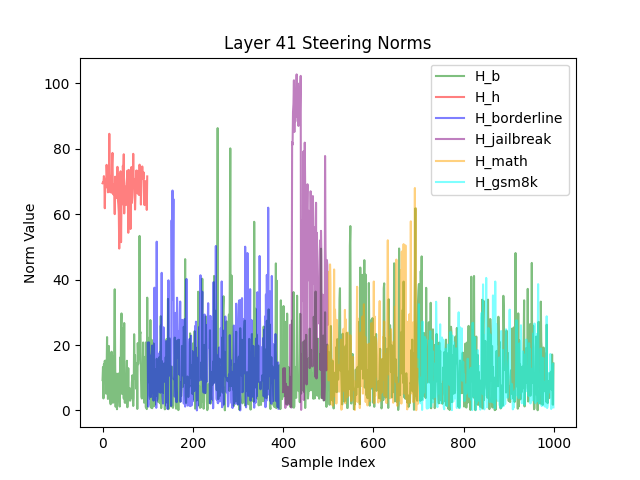 Layer 41 Steering Norms
Norm Value
100
80
60
40
20
0
0
200
400
600
800
1000
Sample Index
H_b
H_h
H_borderline
H_jailbreak
H_math
H_gsm8k